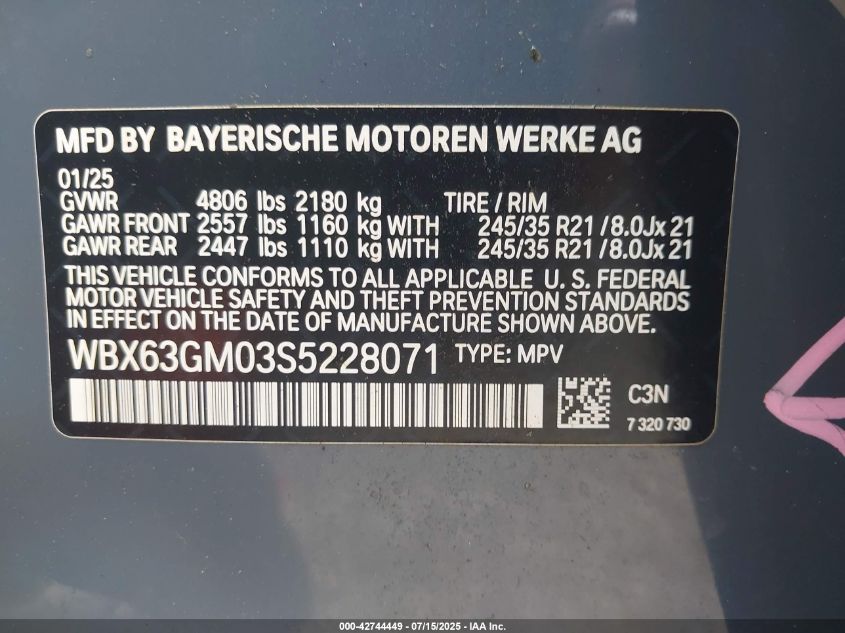 MFD BY BAYERISCHE MOTOREN WERKE AG
01/25
GVWR 4806 lbs 2180 kg TIRE / RIM
GAWR FRONT 2557 lbs 1160 kg WITH 245/35 R21 / 8.0Jx 21
GAWR REAR 2447 lbs 1110 kg WITH 245/35 R21 / 8.0Jx 21
THIS VEHICLE CONFORMS TO ALL APPLICABLE U. S. FEDERAL
MOTOR VEHICLE SAFETY AND THEFT PREVENTION STANDARDS
IN EFFECT ON THE DATE OF MANUFACTURE SHOWN ABOVE.
WBX63GM03S5228071 TYPE: MPV
C3N
7 320 730
000-42744449 - 07/15/2025 - IAA Inc.